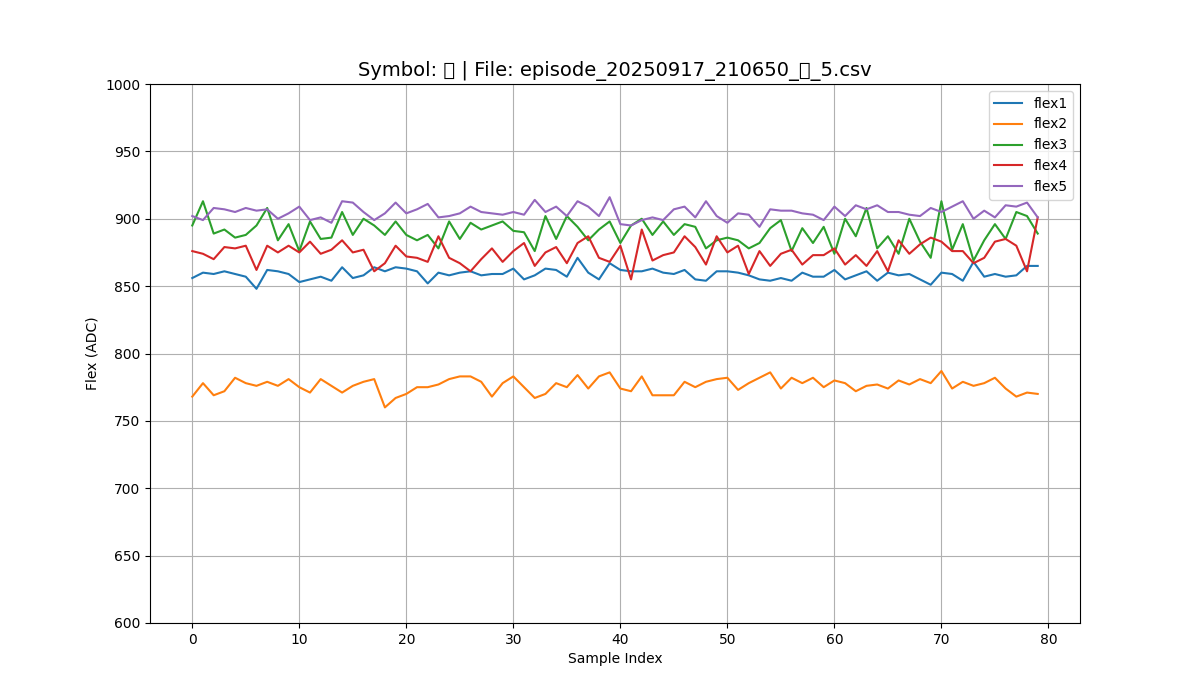 Symbol: | File: episode_20250917_210650_ _5.csv
1000
950
900
850
800
750
700
650
600
Flex (ADC)
0 10 20 30 40 50 60 70 80
Sample Index
flex1
flex2
flex3
flex4
flex5